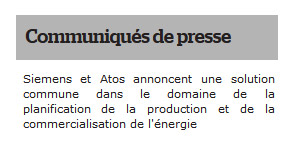 Communiqués de presse
Siemens et Atos annoncent une solution
commune dans le domaine de la
planification de la production et de la
commercialisation de l'énergie